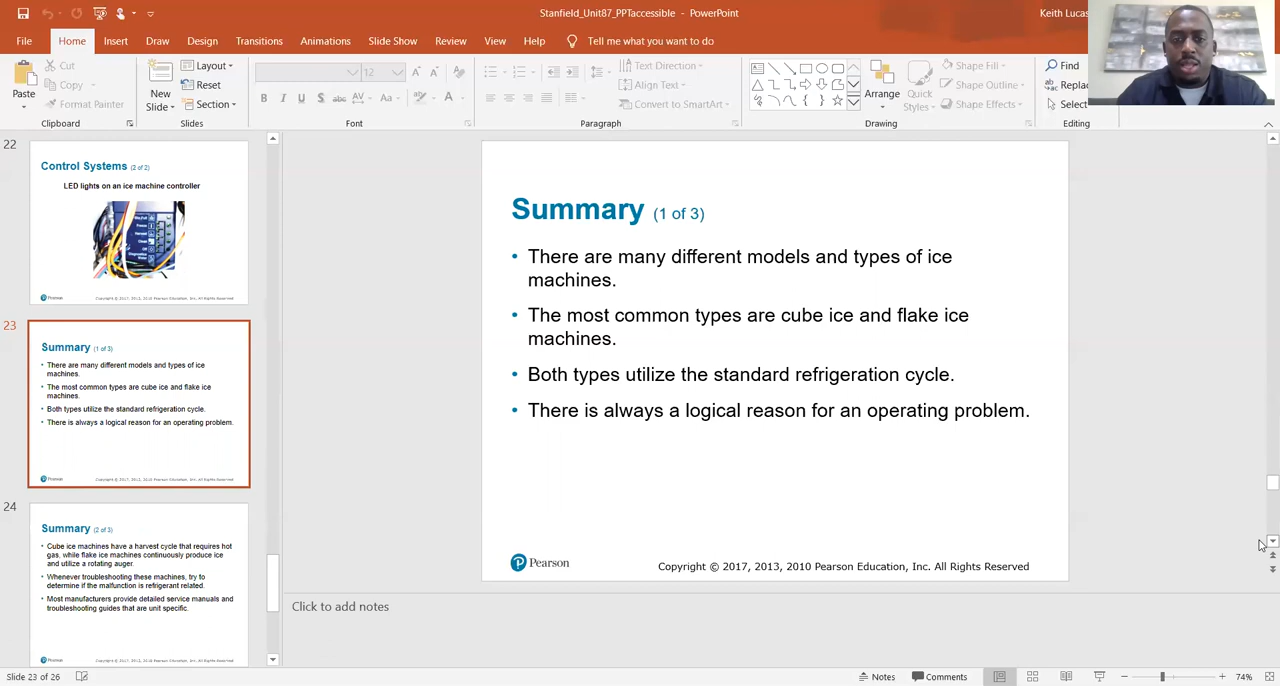 Stanfield_Unit87_PPTaccessible - PowerPoint
Keith Lucas
File Home Insert Draw Design Transitions Animations Slide Show Review View Help Tell me what you want to do
Cut
Copy
Format Painter
Paste
Clipboard
New
Slide
Layout
Reset
Section
Slides
12
Font
Text Direction
Align Text
Convert to SmartArt
Paragraph
Arrange
Quick
Styles
Shape Fill
Shape Outline
Shape Effects
Drawing
Find
Replac
Select
Editing
22
Control Systems (2 of 2)
LED lights on an ice machine controller
Pearson
Copyright © 2017, 2012, 2010 Pearson Education, Inc. All Rights Reserved
23
Summary (1 of 3)
• There are many different models and types of ice
machines.
• The most common types are cube ice and flake ice
machines.
• Both types utilize the standard refrigeration cycle.
• There is always a logical reason for an operating problem.
Pearson
Copyright © 2017, 2013, 2010 Pearson Education, Inc. All Rights Reserved
24
Summary (2 of 3)
• Cube ice machines have a harvest cycle that requires hot
gas, while flake ice machines continuously produce ice
and utilize a rotating auger.
• Whenever troubleshooting these machines, try to
determine if the malfunction is refrigerant related.
• Most manufacturers provide detailed service manuals and
troubleshooting guides that are unit specific.
Pearson
Summary (1 of 3)
• There are many different models and types of ice
machines.
• The most common types are cube ice and flake ice
machines.
• Both types utilize the standard refrigeration cycle.
• There is always a logical reason for an operating problem.
Pearson
Copyright © 2017, 2013, 2010 Pearson Education, Inc. All Rights Reserved
Click to add notes
Slide 23 of 26
Notes
Comments
74%